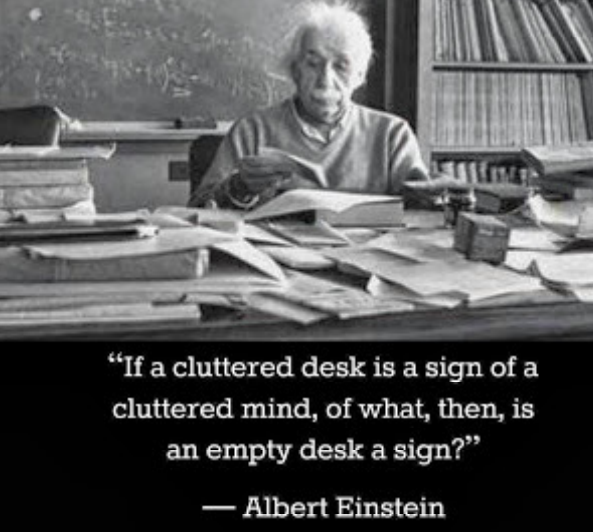 “If a cluttered desk is a sign of a
cluttered mind, of what, then, is
an empty desk a sign?”
— Albert Einstein